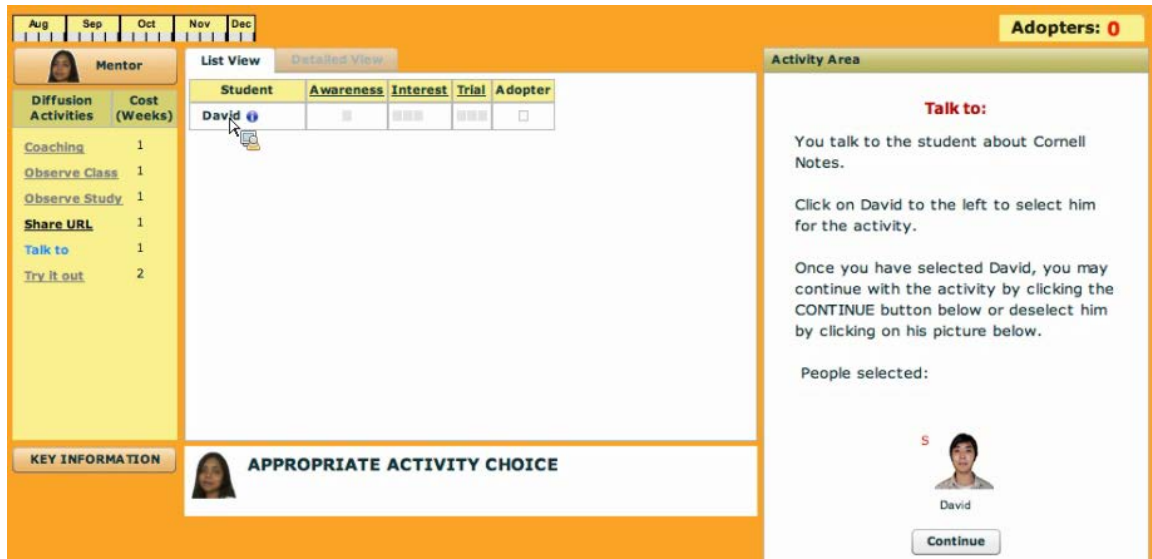 Aug Sep Oct Nov Dec
Adopters: 0
Mentor
Diffusion Activities Cost (Weeks)
Coaching 1
Observe Class 1
Observe Study 1
Share URL 1
Talk to 1
Try it out 2
KEY INFORMATION
List View Detailed View
Student Awareness Interest Trial Adopter
David i
APPROPRIATE ACTIVITY CHOICE
Activity Area
Talk to:
You talk to the student about Cornell
Notes.
Click on David to the left to select him
for the activity.
Once you have selected David, you may
continue with the activity by clicking the
CONTINUE button below or deselect him
by clicking on his picture below.
People selected:
S
David
Continue